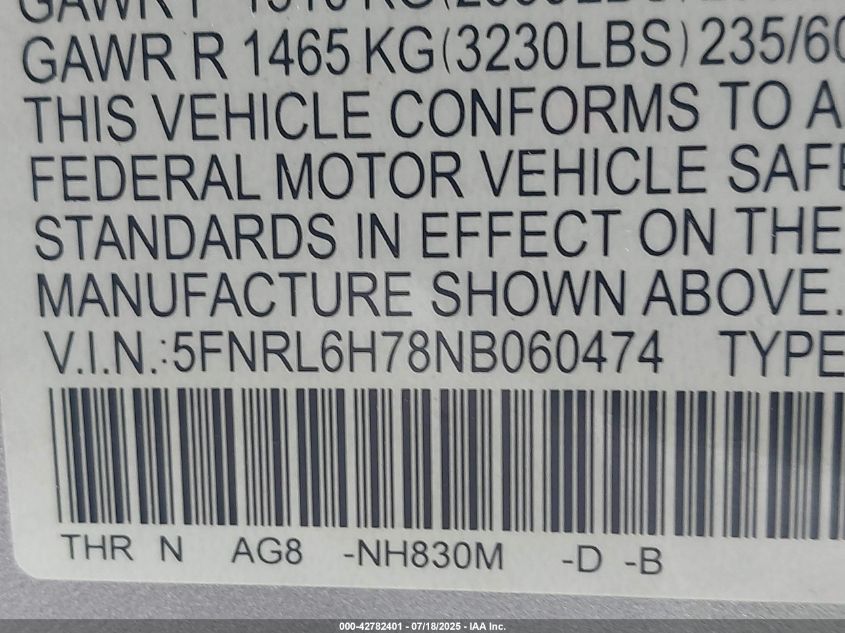 GAWR R 1465 KG(3230LBS) 235/60
THIS VEHICLE CONFORMS TO A
FEDERAL MOTOR VEHICLE SAFE
STANDARDS IN EFFECT ON THE
MANUFACTURE SHOWN ABOVE.
V.I.N.:5FNRL6H78NB060474 TYPE
THR N AG8 -NH830M -D -B
000-42782401 - 07/18/2025 - IAA Inc.